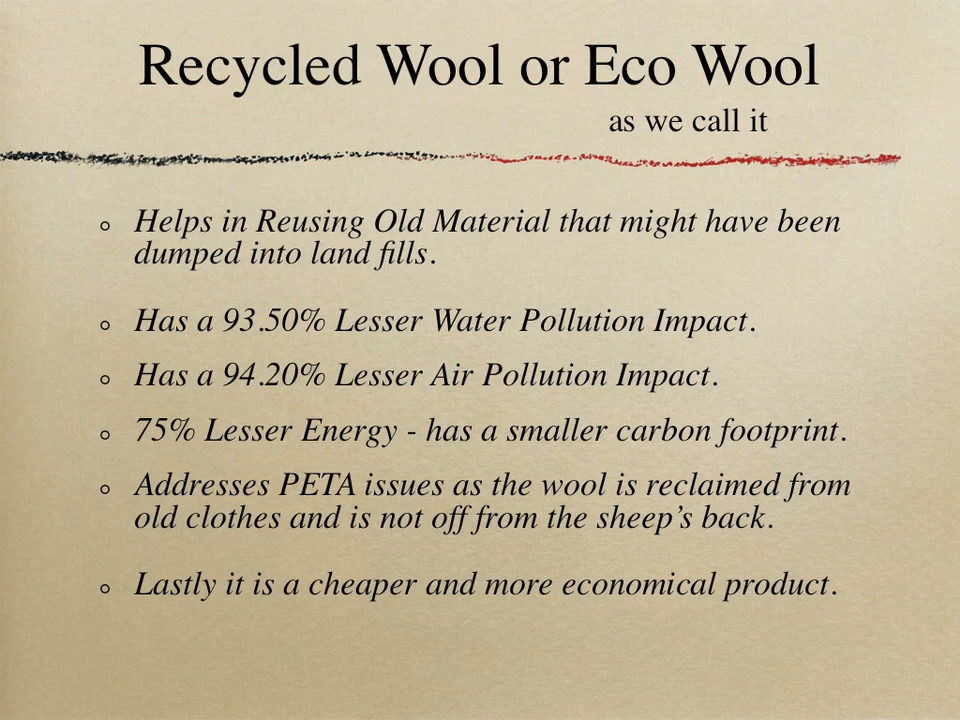 Recycled Wool or Eco Wool
as we call it
Helps in Reusing Old Material that might have been
dumped into land fills.
Has a 93.50% Lesser Water Pollution Impact.
Has a 94.20% Lesser Air Pollution Impact.
75% Lesser Energy - has a smaller carbon footprint.
Addresses PETA issues as the wool is reclaimed from
old clothes and is not off from the sheep's back.
Lastly it is a cheaper and more economical product.